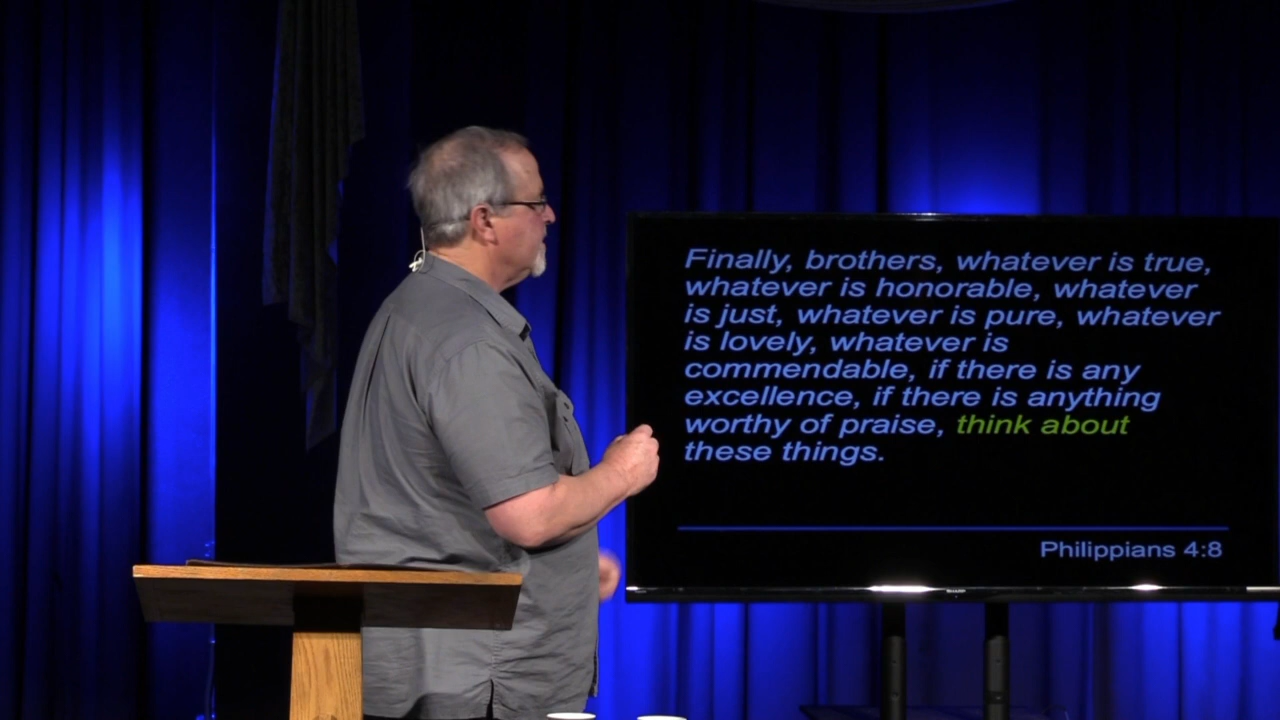 Finally, brothers, whatever is true,
whatever is honorable, whatever
is just, whatever is pure, whatever
is lovely, whatever is
commendable, if there is any
excellence, if there is anything
worthy of praise, think about
these things.
Philippians 4:8
SHARP